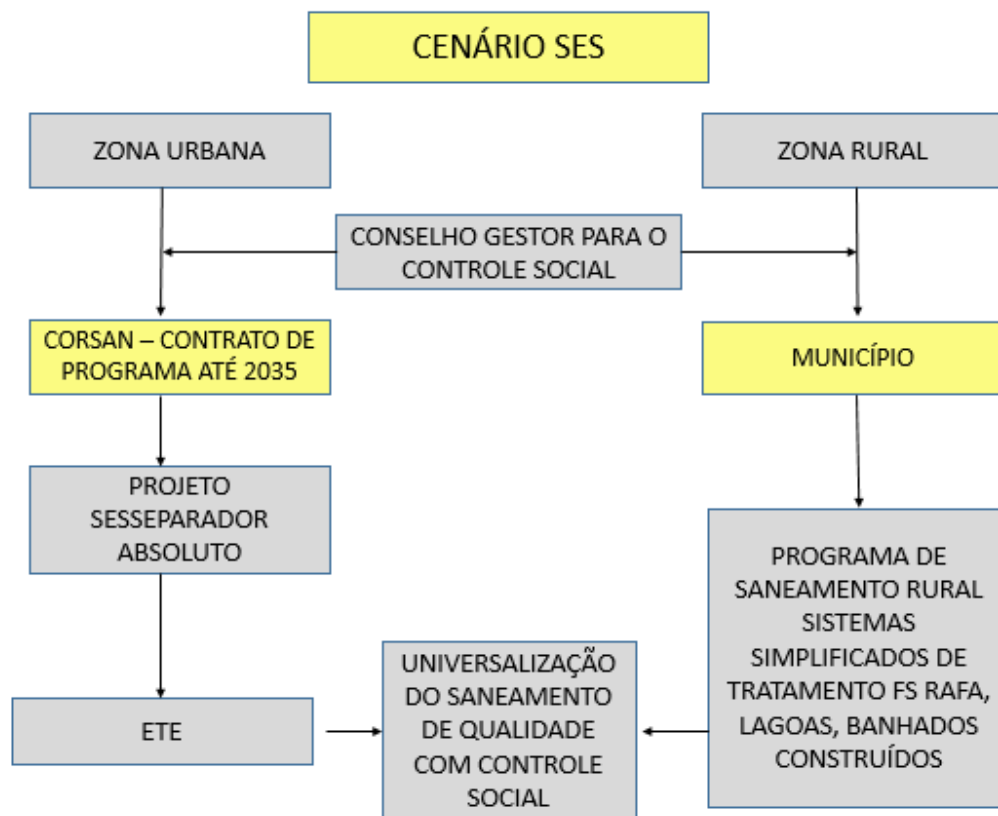 CENÁRIO SES
ZONA URBANA
ZONA RURAL
CONSELHO GESTOR PARA O
CONTROLE SOCIAL
CORSAN – CONTRATO DE
PROGRAMA ATÉ 2035
MUNICÍPIO
PROJETO
SESSEPARADOR
ABSOLUTO
PROGRAMA DE
SANEAMENTO RURAL
SISTEMAS
SIMPLIFICADOS DE
TRATAMENTO FS RAFA,
LAGOAS, BANHADOS
CONSTRUÍDOS
ETE
UNIVERSALIZAÇÃO
DO SANEAMENTO
DE QUALIDADE
COM CONTROLE
SOCIAL